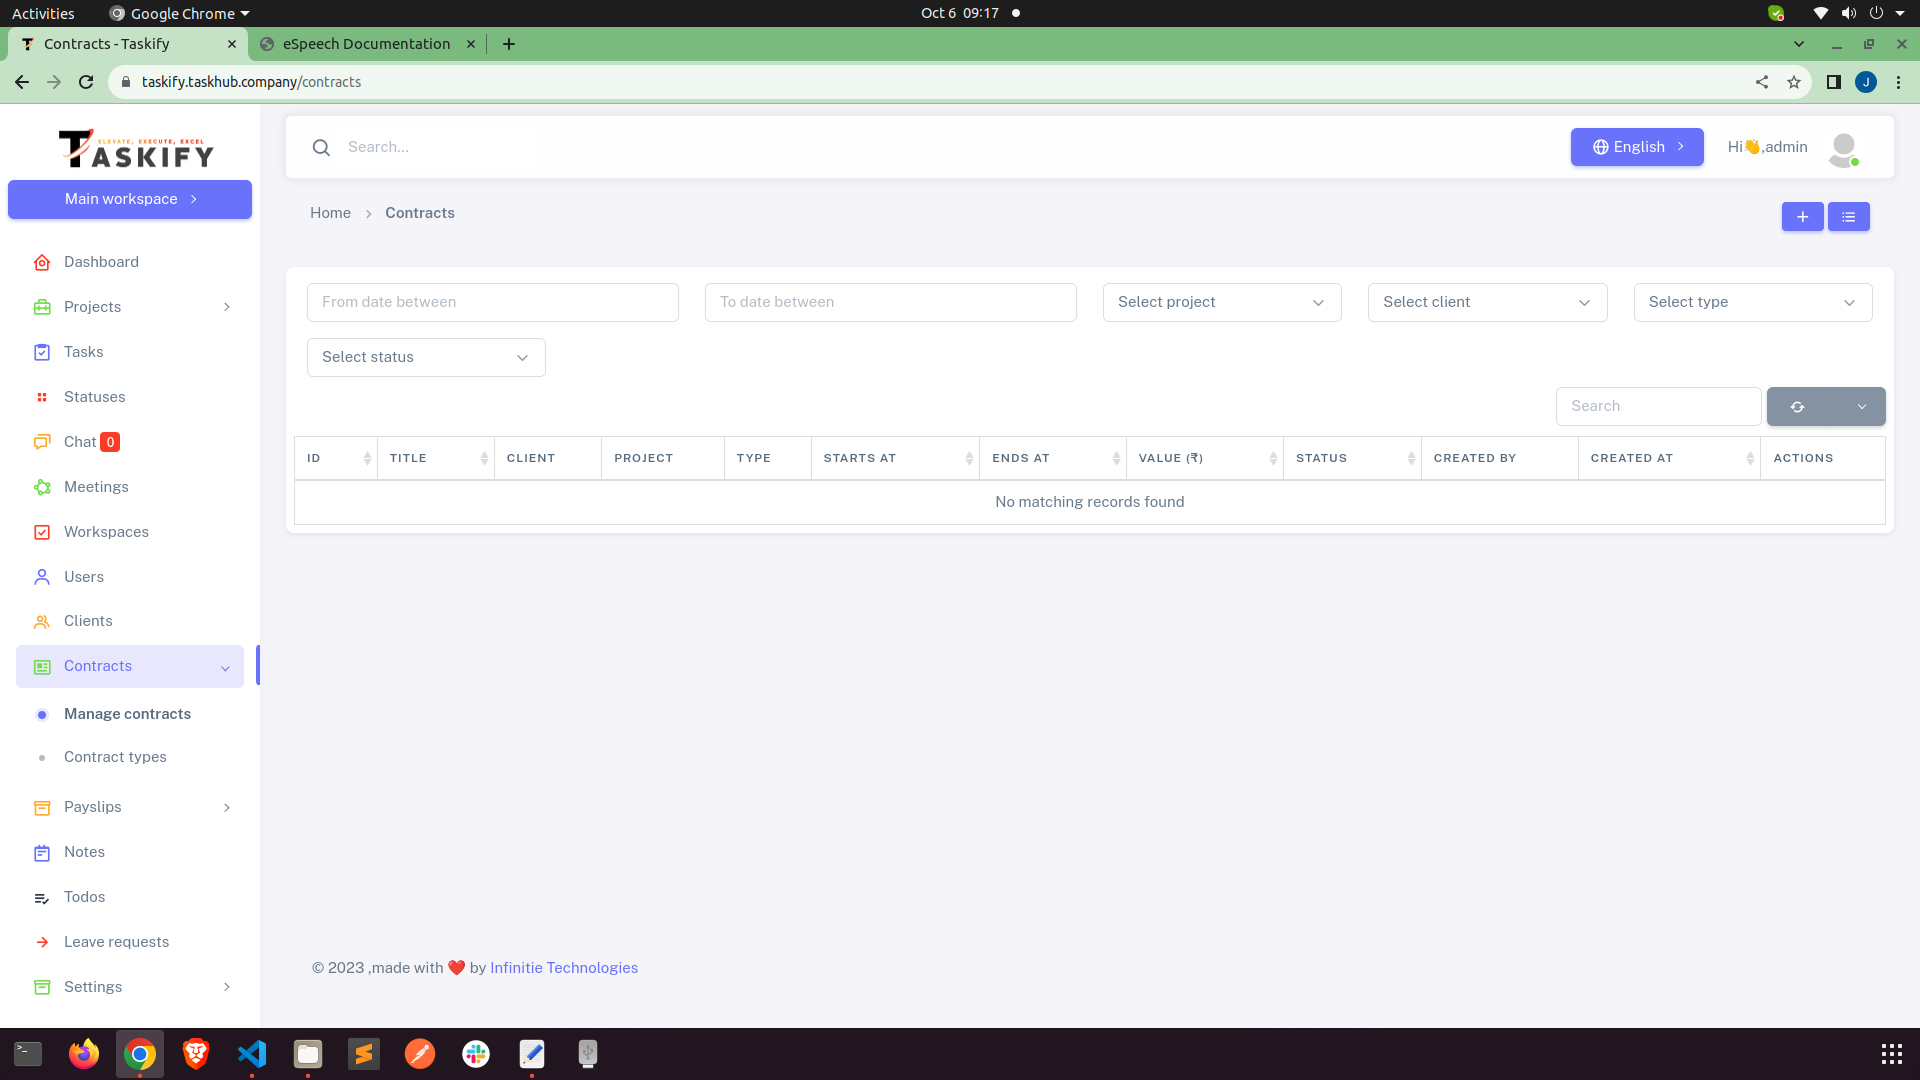 Activities
Google Chrome
Oct 6 09:17
Contracts - Taskify
eSpeech Documentation
taskify.taskhub.company/contracts
J
ELEVATE, EXECUTE, EXCEL
TASKIFY
Search...
English
Hi👋,admin
Main workspace
Home
Contracts
Dashboard
Projects
Tasks
Statuses
Chat 0
Meetings
Workspaces
Users
Clients
Contracts
Manage contracts
Contract types
Payslips
Notes
Todos
Leave requests
Settings
From date between
To date between
Select project
Select client
Select type
Select status
Search
ID TITLE CLIENT PROJECT TYPE STARTS AT ENDS AT VALUE (₹) STATUS CREATED BY CREATED AT ACTIONS
No matching records found
© 2023 ,made with ❤️ by Infinitie Technologies